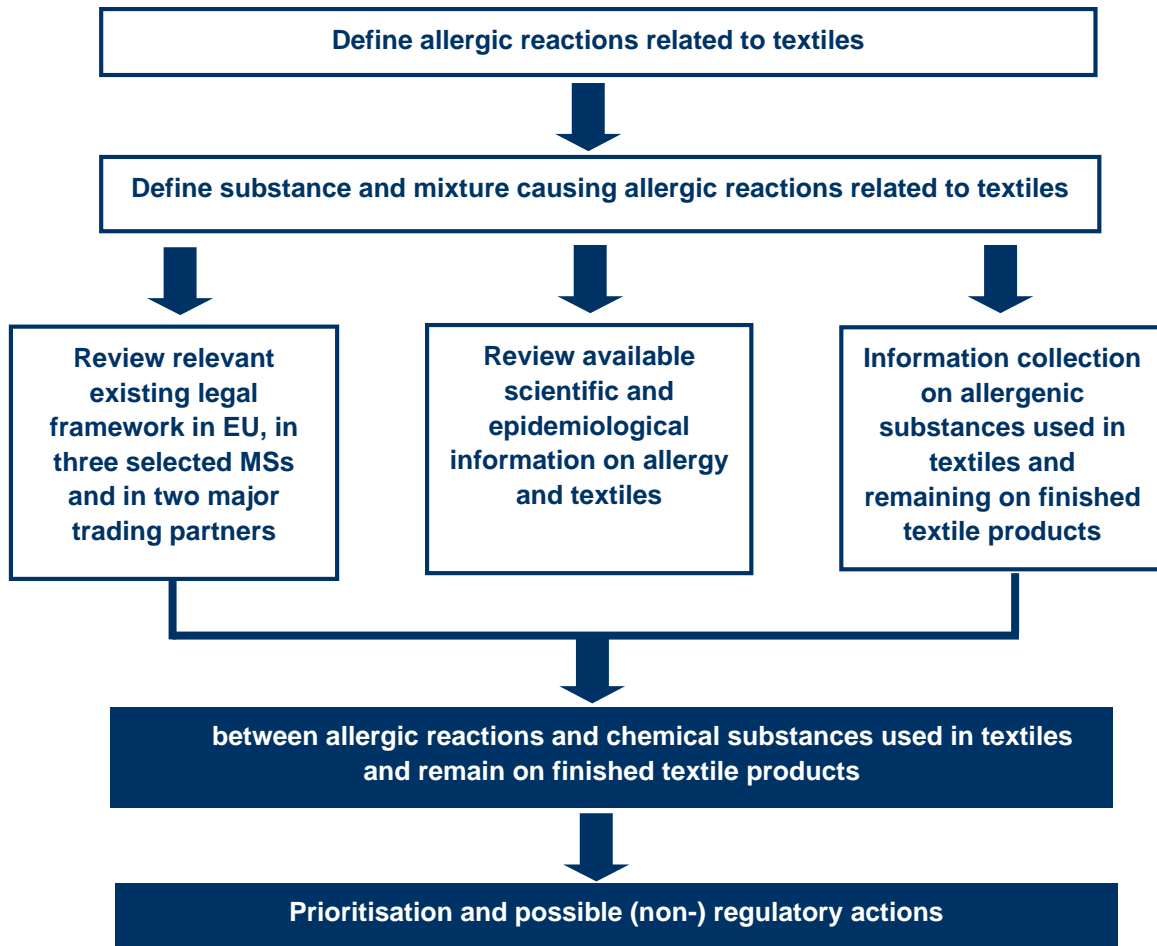 Define allergic reactions related to textiles
Define substance and mixture causing allergic reactions related to textiles
Review relevant
existing legal
framework in EU, in
three selected MSs
and in two major
trading partners
Review available
scientific and
epidemiological
information on allergy
and textiles
Information collection
on allergenic
substances used in
textiles and
remaining on finished
textile products
between allergic reactions and chemical substances used in textiles
and remain on finished textile products
Prioritisation and possible (non-) regulatory actions